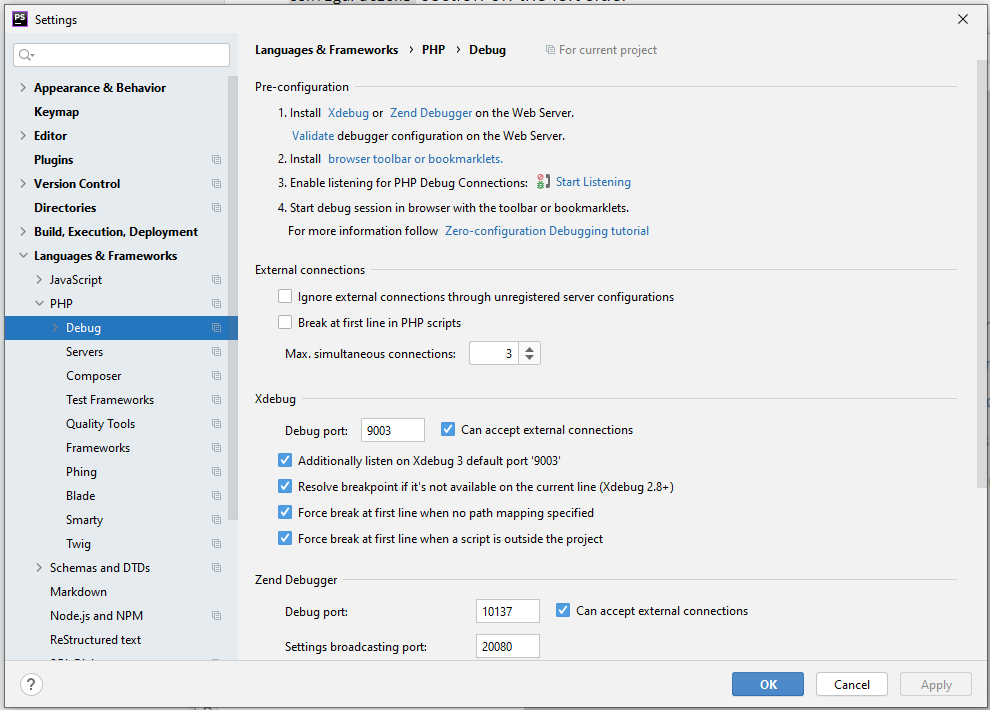 configurations section on the left side.
PS Settings
Appearance & Behavior
Keymap
Editor
Plugins
Version Control
Directories
Build, Execution, Deployment
Languages & Frameworks
JavaScript
PHP
Debug
Servers
Composer
Test Frameworks
Quality Tools
Frameworks
Phing
Blade
Smarty
Twig
Schemas and DTDs
Markdown
Node.js and NPM
ReStructured text
Languages & Frameworks › PHP › Debug For current project
Pre-configuration
1. Install Xdebug or Zend Debugger on the Web Server.
Validate debugger configuration on the Web Server.
2. Install browser toolbar or bookmarklets.
3. Enable listening for PHP Debug Connections: Start Listening
4. Start debug session in browser with the toolbar or bookmarklets.
For more information follow Zero-configuration Debugging tutorial
External connections
Ignore external connections through unregistered server configurations
Break at first line in PHP scripts
Max. simultaneous connections: 3
Xdebug
Debug port: 9003 Can accept external connections
Additionally listen on Xdebug 3 default port '9003'
Resolve breakpoint if it's not available on the current line (Xdebug 2.8+)
Force break at first line when no path mapping specified
Force break at first line when a script is outside the project
Zend Debugger
Debug port: 10137 Can accept external connections
Settings broadcasting port: 20080
? OK Cancel Apply